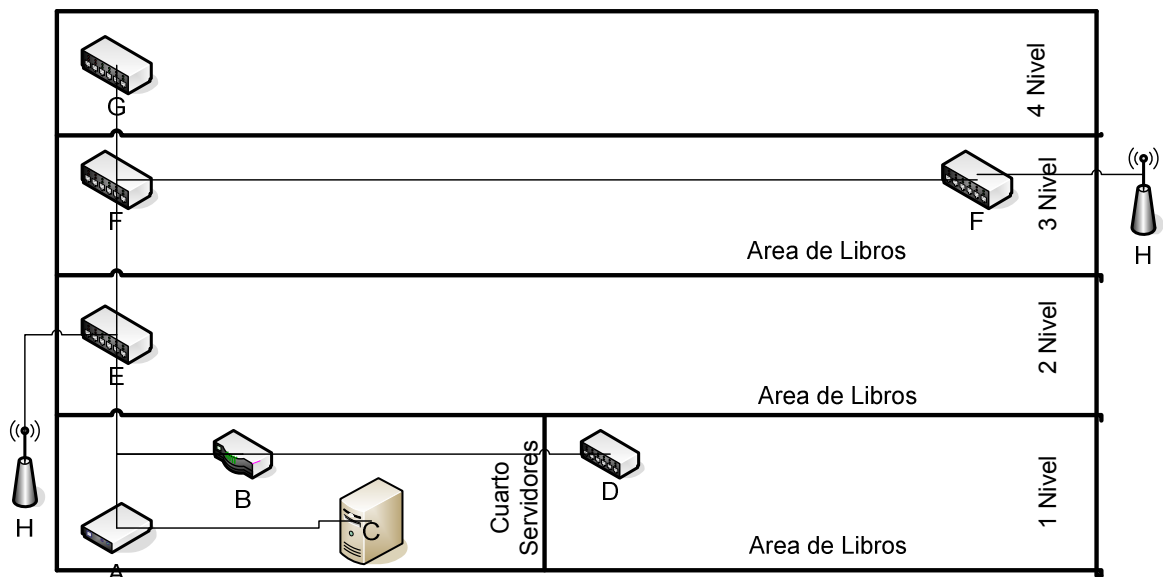 G
4 Nivel
F
F
3 Nivel
H
Area de Libros
E
2 Nivel
Area de Libros
H
B
C
Cuarto
Servidores
D
1 Nivel
Area de Libros
A